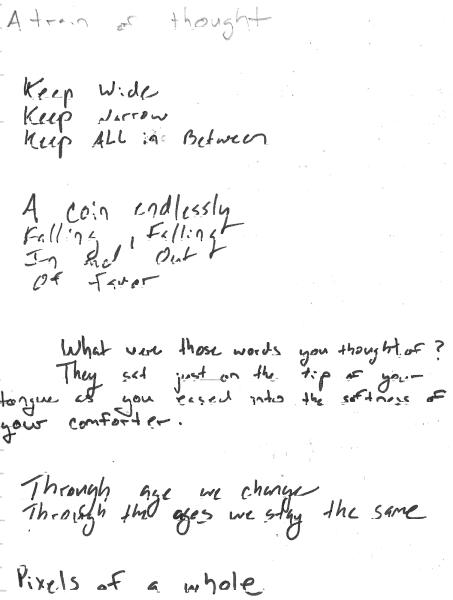 A train of thought
Keep Wide
Keep Narrow
Keep ALL in Between
A coin endlessly
Falling, Falling
In And Out
Of Favor
What were those words you thought of?
They sat just on the tip of your
tongue as you eased into the softness of
your comforter.
Through age we change
Through the ages we stay the same
Pixels of a whole